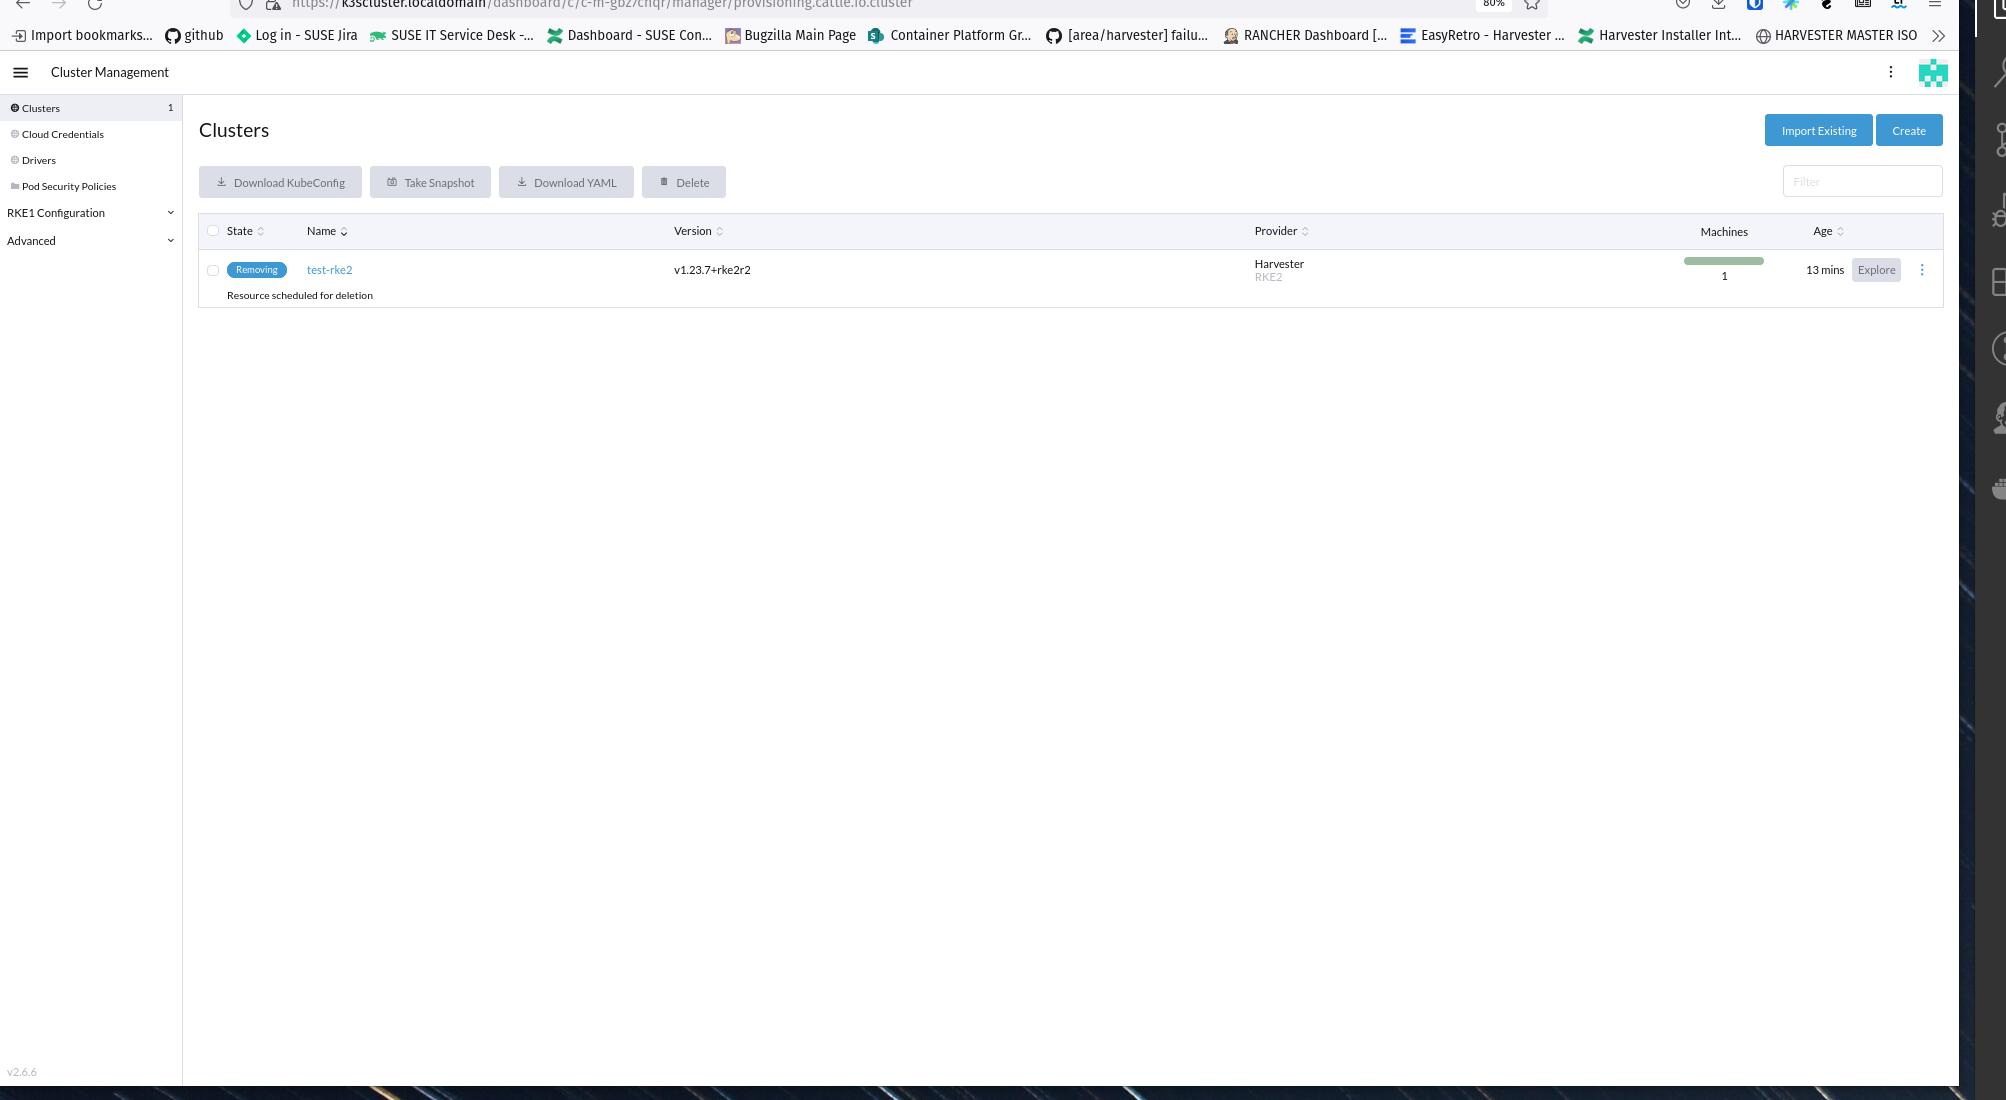 https://k3scluster.localdomain/dashboard/c/c-m-gbz7chqr/manager/provisioning.cattle.io.cluster
80%
Import bookmarks...
github
Log in - SUSE Jira
SUSE IT Service Desk -...
Dashboard - SUSE Con...
Bugzilla Main Page
Container Platform Gr...
[area/harvester] failu...
RANCHER Dashboard [...
EasyRetro - Harvester ...
Harvester Installer Int...
HARVESTER MASTER ISO
Cluster Management
Clusters 1
Cloud Credentials
Drivers
Pod Security Policies
RKE1 Configuration
Advanced
v2.6.6
Clusters
Import Existing
Create
Download KubeConfig
Take Snapshot
Download YAML
Delete
Filter
State Name Version Provider Machines Age
Removing test-rke2 v1.23.7+rke2r2 Harvester 13 mins Explore
RKE2 1
Resource scheduled for deletion